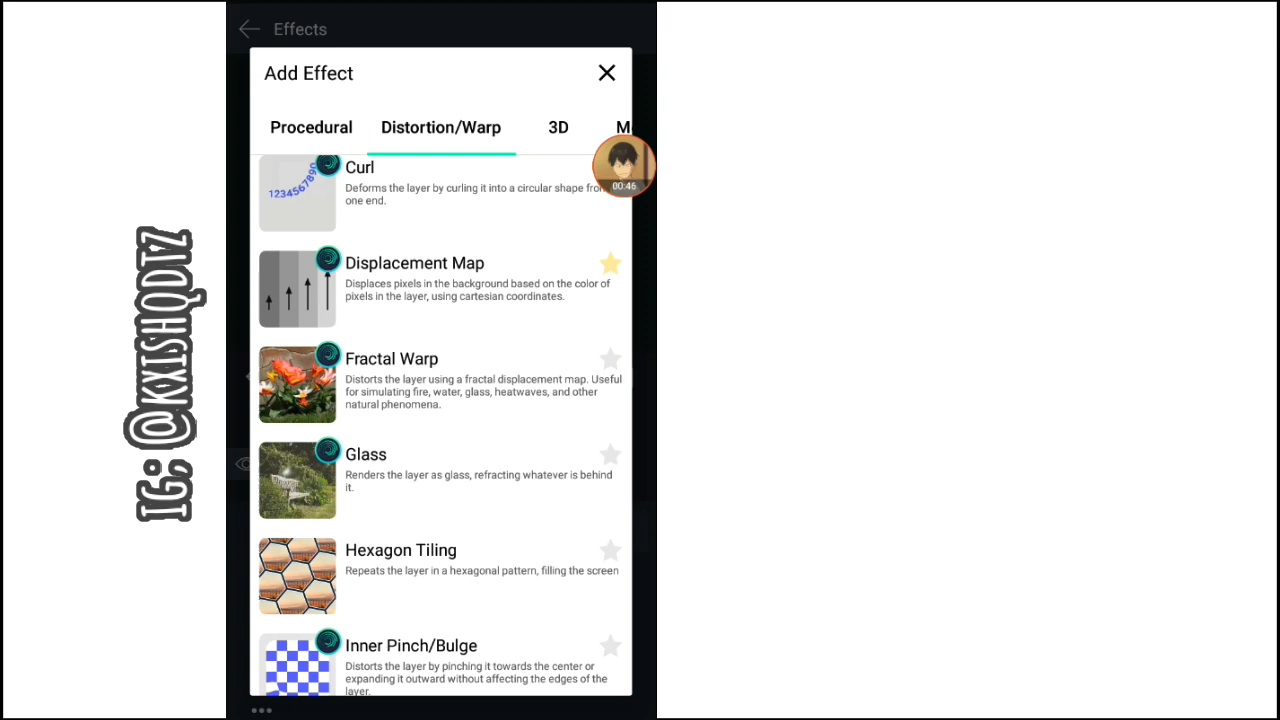 Effects
Add Effect
Procedural Distortion/Warp 3D
Curl
Deforms the layer by curling it into a circular shape
one end.
00:46
Displacement Map
Displaces pixels in the background based on the color of
pixels in the layer, using cartesian coordinates.
Fractal Warp
Distorts the layer using a fractal displacement map. Useful
for simulating fire, water, glass, heatwaves, and other
natural phenomena.
Glass
Renders the layer as glass, refracting whatever is behind
it.
Hexagon Tiling
Repeats the layer in a hexagonal pattern, filling the screen
Inner Pinch/Bulge
Distorts the layer by pinching it towards the center or
expanding it outward without affecting the edges of the
layer.
1234567890
IG: @KXISHQDTZ